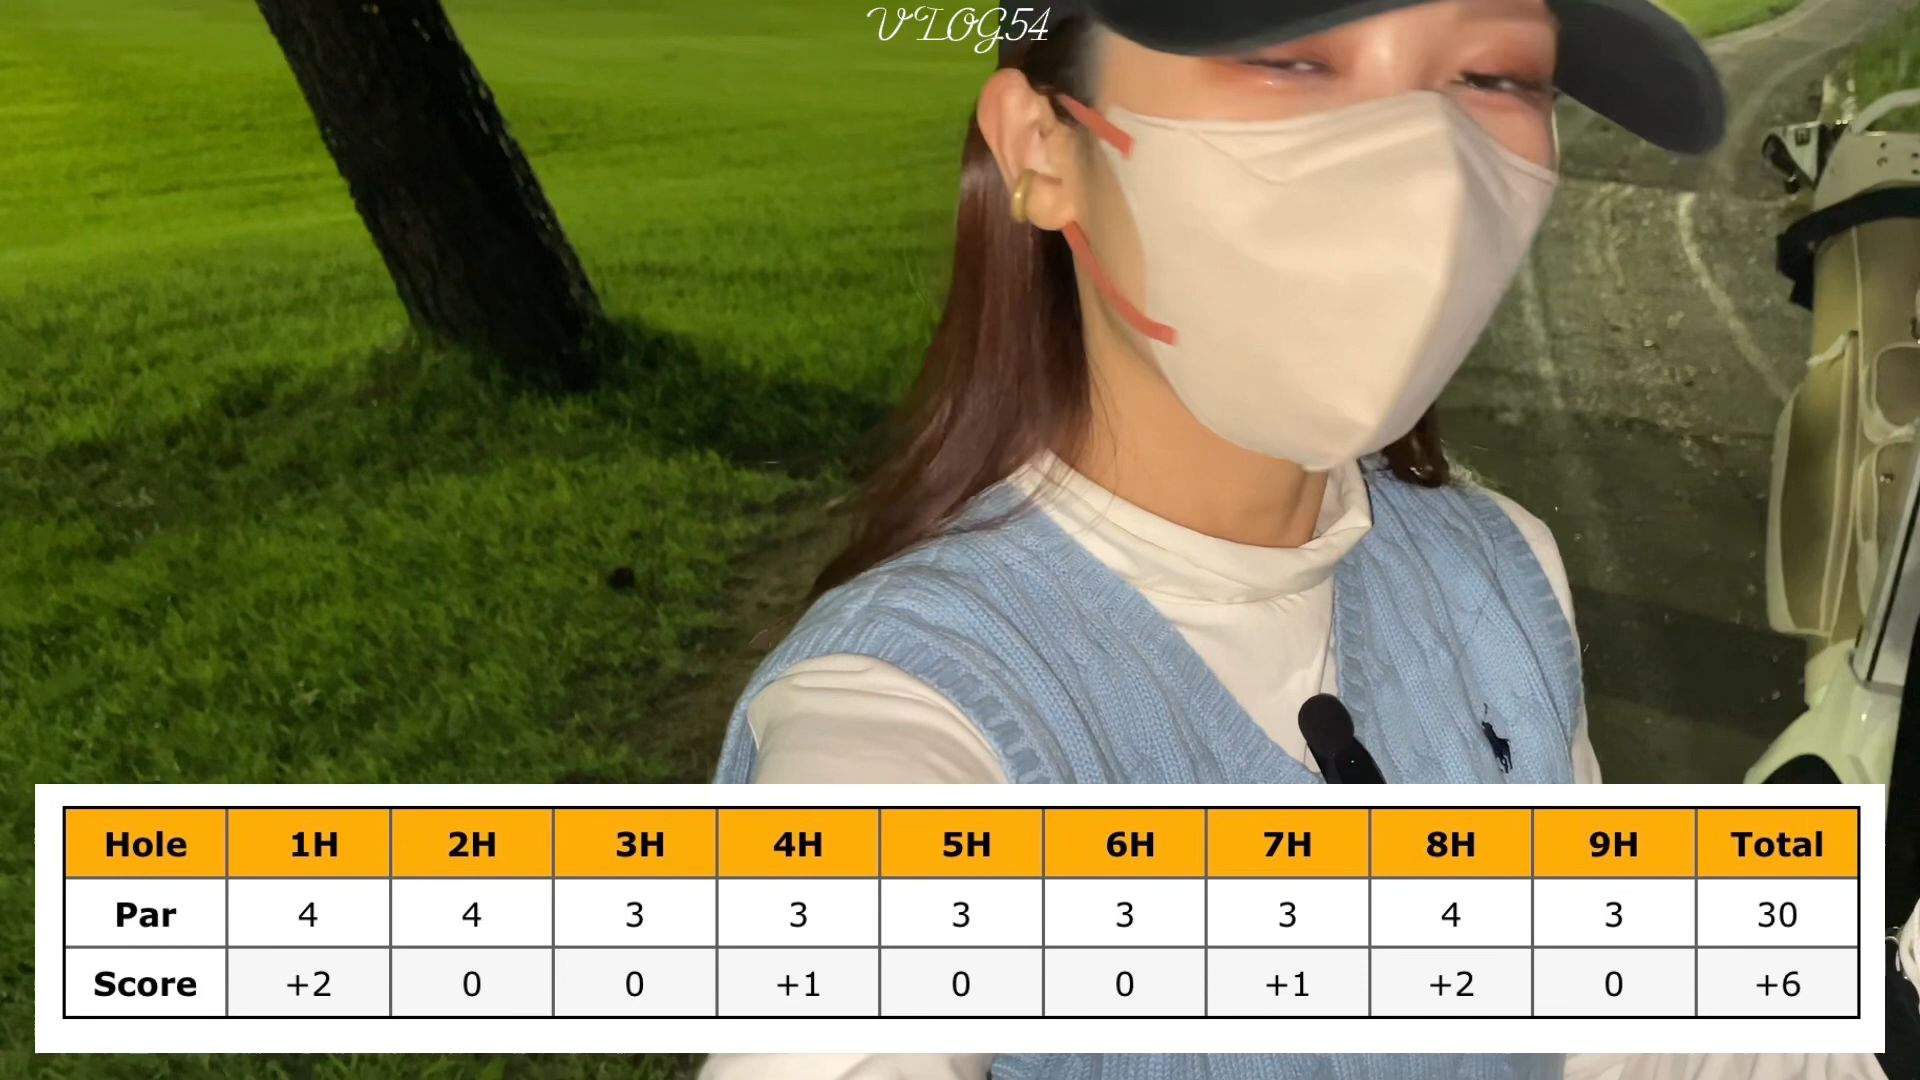 VLOG54
Hole 1H 2H 3H 4H 5H 6H 7H 8H 9H Total
Par 4 4 3 3 3 3 3 4 3 30
Score +2 0 0 +1 0 0 +1 +2 0 +6